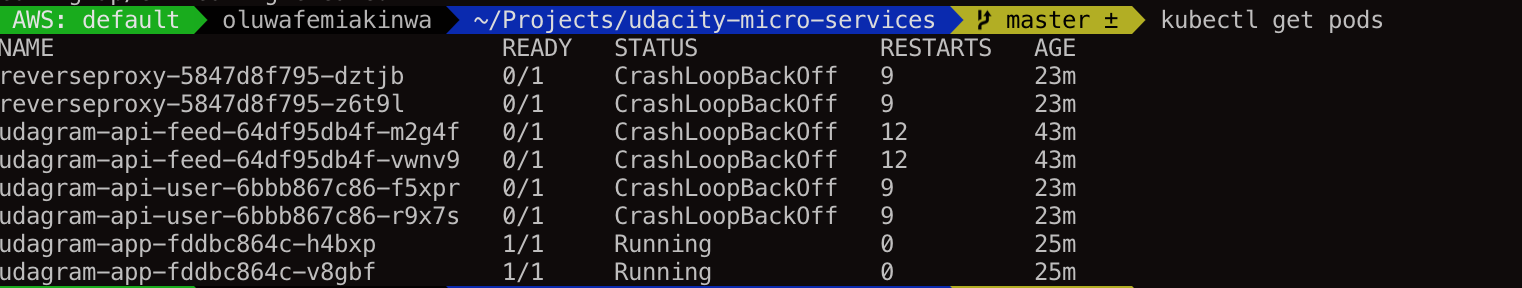 AWS: default oluwafemiakinwa ~/Projects/udacity-micro-services master ± kubectl get pods
NAME READY STATUS RESTARTS AGE
reverseproxy-5847d8f795-dztjb 0/1 CrashLoopBackOff 9 23m
reverseproxy-5847d8f795-z6t9l 0/1 CrashLoopBackOff 9 23m
udagram-api-feed-64df95db4f-m2g4f 0/1 CrashLoopBackOff 12 43m
udagram-api-feed-64df95db4f-vwnv9 0/1 CrashLoopBackOff 12 43m
udagram-api-user-6bbb867c86-f5xpr 0/1 CrashLoopBackOff 9 23m
udagram-api-user-6bbb867c86-r9x7s 0/1 CrashLoopBackOff 9 23m
udagram-app-fddbc864c-h4bxp 1/1 Running 0 25m
udagram-app-fddbc864c-v8gbf 1/1 Running 0 25m